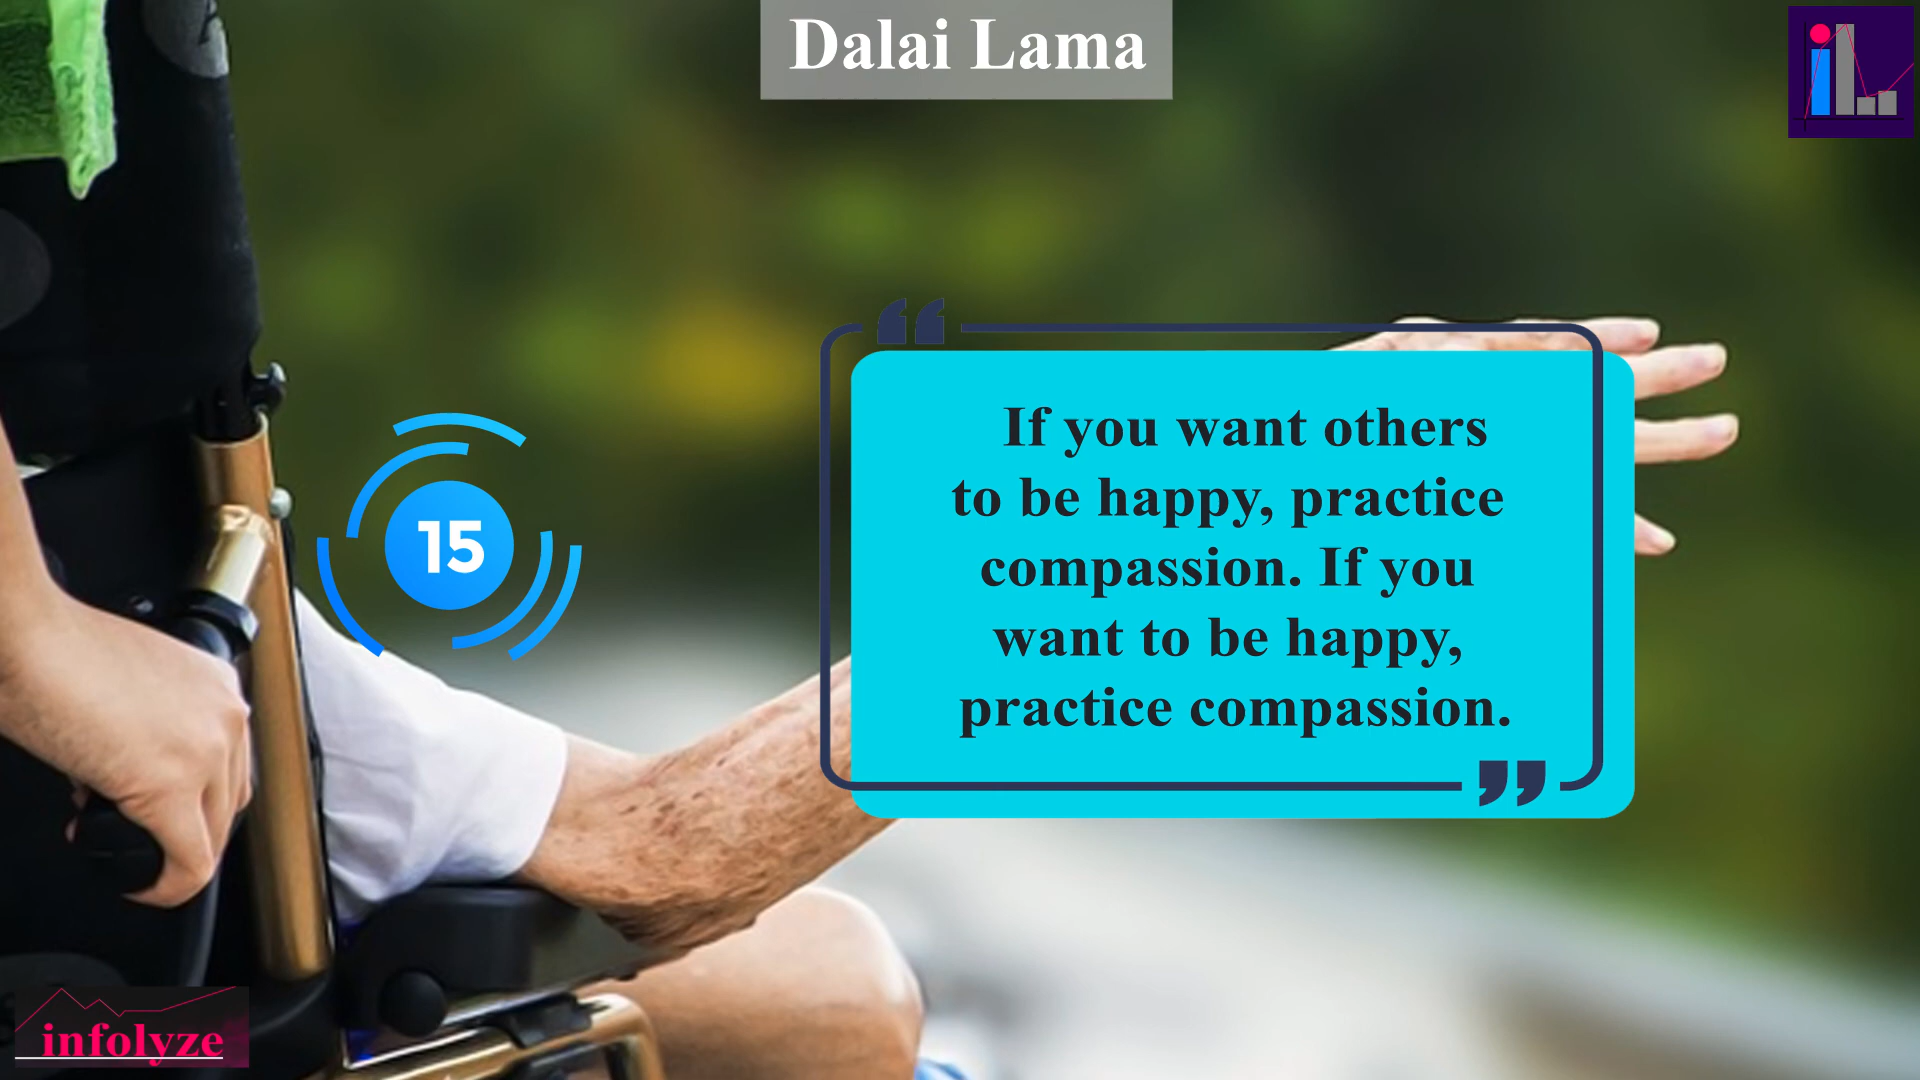 Dalai Lama
15
If you want others
to be happy, practice
compassion. If you
want to be happy,
practice compassion.
infolyze